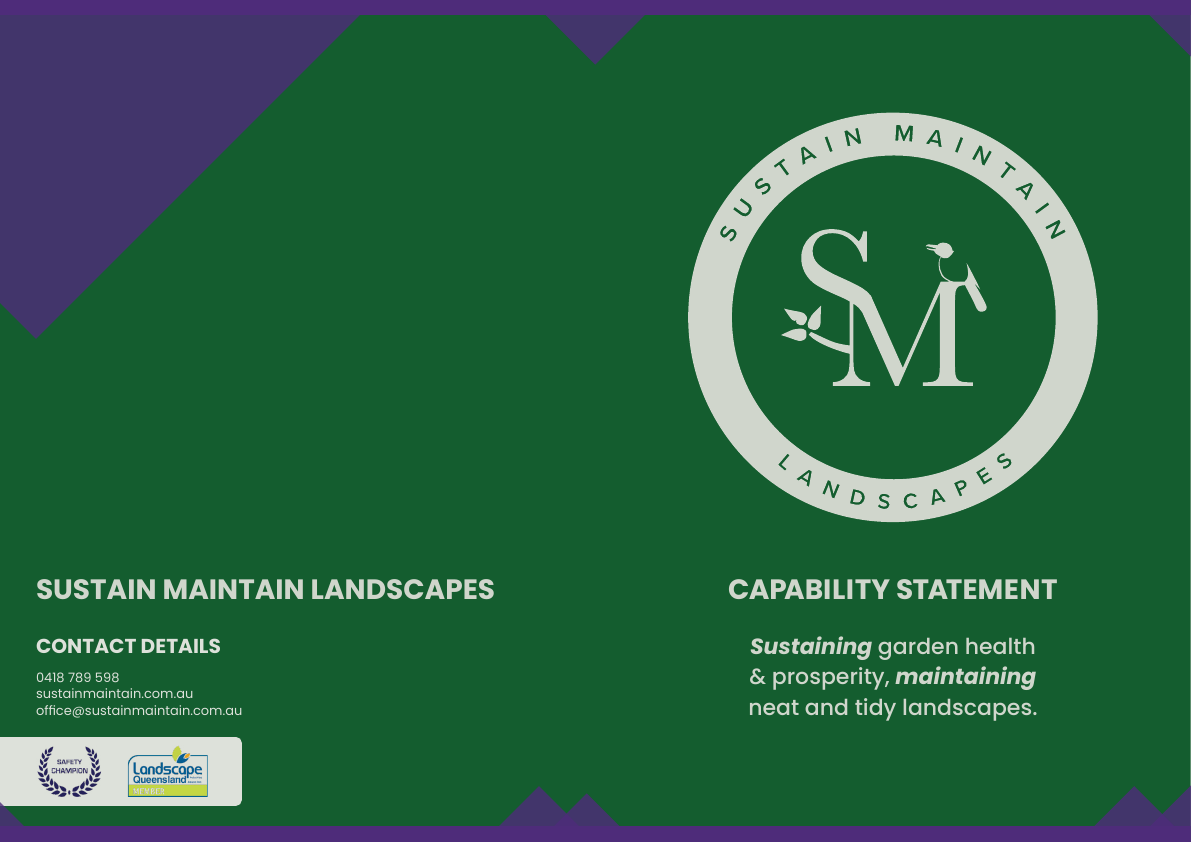 SUSTAIN MAINTAIN
SM
LANDSCAPES
SUSTAIN MAINTAIN LANDSCAPES
CONTACT DETAILS
0418 789 598
sustainmaintain.com.au
office@sustainmaintain.com.au
SAFETY
CHAMPION
Landscape
Queensland
CAPABILITY STATEMENT
Sustaining garden health
& prosperity, maintaining
neat and tidy landscapes.